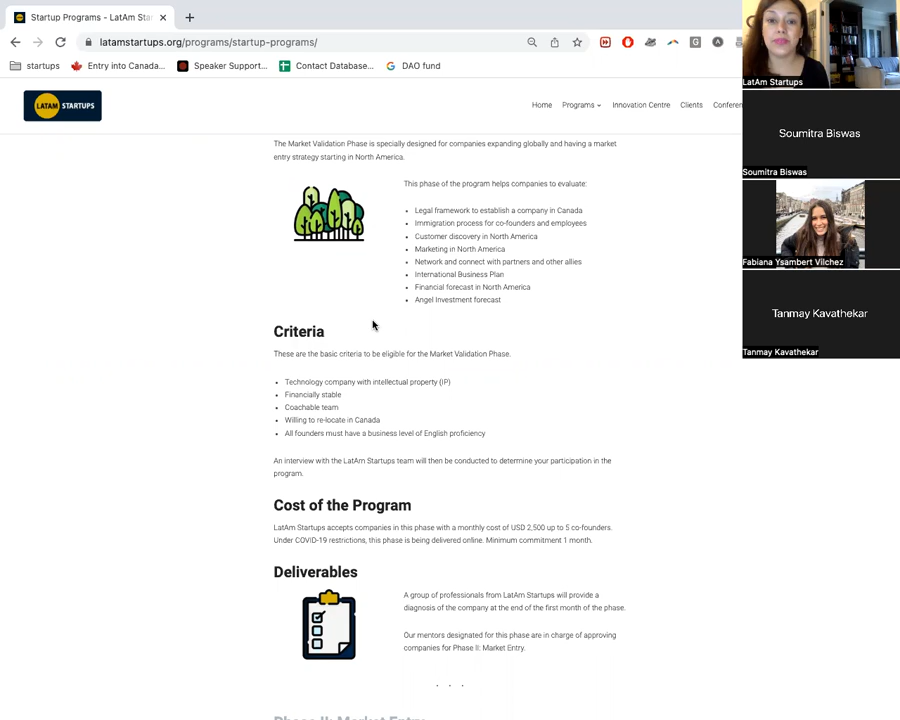 Startup Programs - LatAm Sta
latamstartups.org/programs/startup-programs/
startups
Entry into Canada...
Speaker Support...
Contact Database...
DAO fund
LATAM STARTUPS
Home
Programs
Innovation Centre
Clients
The Market Validation Phase is specially designed for companies expanding globally and having a market
entry strategy starting in North America.
This phase of the program helps companies to evaluate:
• Legal framework to establish a company in Canada
• Immigration process for co-founders and employees
• Customer discovery in North America
• Marketing in North America
• Network and connect with partners and other allies
• International Business Plan
• Financial forecast in North America
• Angel Investment forecast
Criteria
These are the basic criteria to be eligible for the Market Validation Phase.
• Technology company with intellectual property (IP)
• Financially stable
• Coachable team
• Willing to re-locate in Canada
• All founders must have a business level of English proficiency
An interview with the LatAm Startups team will then be conducted to determine your participation in the
program.
Cost of the Program
LatAm Startups accepts companies in this phase with a monthly cost of USD 2,500 up to 5 co-founders.
Under COVID-19 restrictions, this phase is being delivered online. Minimum commitment 1 month.
Deliverables
A group of professionals from LatAm Startups will provide a
diagnosis of the company at the end of the first month of the phase.
Our mentors designated for this phase are in charge of approving
companies for Phase II: Market Entry.
. . .
Phase II: Market Entry
LatAm Startups
Soumitra Biswas
Soumitra Biswas
Fabiana Ysambert Vilchez
Tanmay Kavathekar
Tanmay Kavathekar